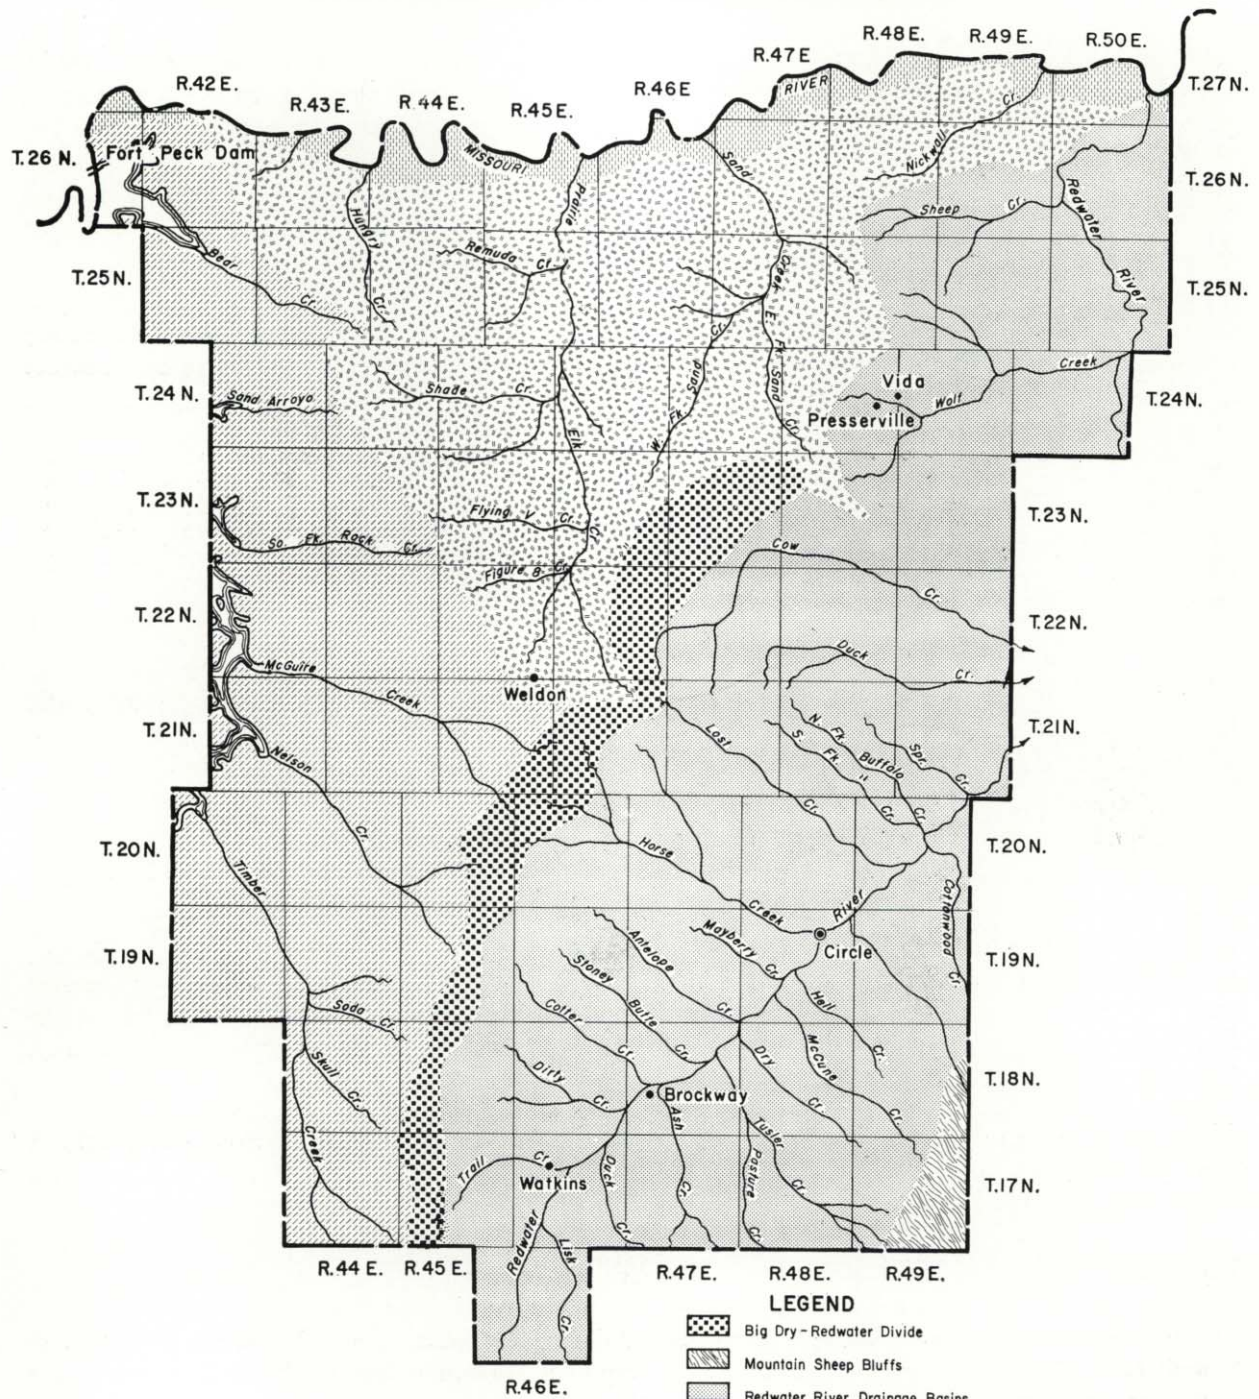 R.42 E.
R.43 E.
R.44 E.
R.45 E.
R.46 E
R.47 E
R.48 E.
R.49 E.
R.50 E.
RIVER
MISSOURI
T.27 N.
T.26 N.
Fort Peck Dam
T.26 N.
Nickwall Cr.
Sand Creek
Prairie Elk Cr.
Hungry Cr.
Sheep Cr.
Redwater River
Remuda Cr.
Bear Cr.
T.25 N.
T.25 N.
E. Fk. Sand Cr.
W. Fk. Sand Cr.
T.24 N.
Sand Arroyo
Shade Cr.
Vida
Presserville
Wolf Creek
T.24 N.
T.23 N.
T.23 N.
Flying V Cr.
So. Fk. Rock Cr.
Figure 8 Cr.
Cow Cr.
T.22 N.
T.22 N.
McGuire Creek
Duck Cr.
Weldon
T.21 N.
T.21 N.
Nelson Cr.
Lost Cr.
N. Fk. Buffalo Cr.
S. Fk. " Cr.
Spr. Cr.
T.20 N.
T.20 N.
Timber Creek
Horse Creek
River
Cottonwood Cr.
T.19 N.
T.19 N.
Circle
Mayberry Cr.
Antelope Cr.
Stoney Butte Cr.
Cotter Cr.
Hell Cr.
McCune Cr.
Soda Cr.
Skull Cr.
Dirty Cr.
Dry Cr.
T.18 N.
Brockway
Ash Cr.
Tusler Cr.
Pasture Cr.
Trail Cr.
Watkins
Duck Cr.
T.17 N.
Redwater
Lisk Cr.
R.44 E.
R.45 E.
R.47 E.
R.48 E.
R.49 E.
R.46 E.
LEGEND
Big Dry - Redwater Divide
Mountain Sheep Bluffs
Redwater River Drainage Basins